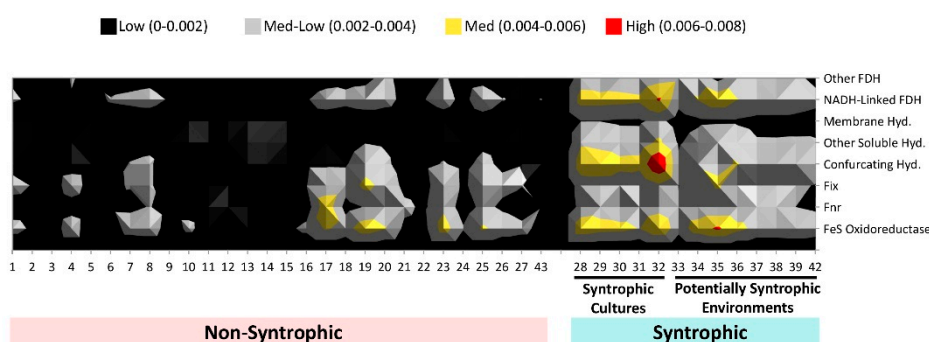 Low (0-0.002) Med-Low (0.002-0.004) Med (0.004-0.006) High (0.006-0.008)
Other FDH
NADH-Linked FDH
Membrane Hyd.
Other Soluble Hyd.
Confurcating Hyd.
Fix
Fnr
FeS Oxidoreductase
1 2 3 4 5 6 7 8 9 10 11 12 13 14 15 16 17 18 19 20 21 22 23 24 25 26 27 43 28 29 30 31 32 33 34 35 36 37 38 39 41 42
Syntrophic Potentially Syntrophic
Cultures Environments
Non-Syntrophic Syntrophic